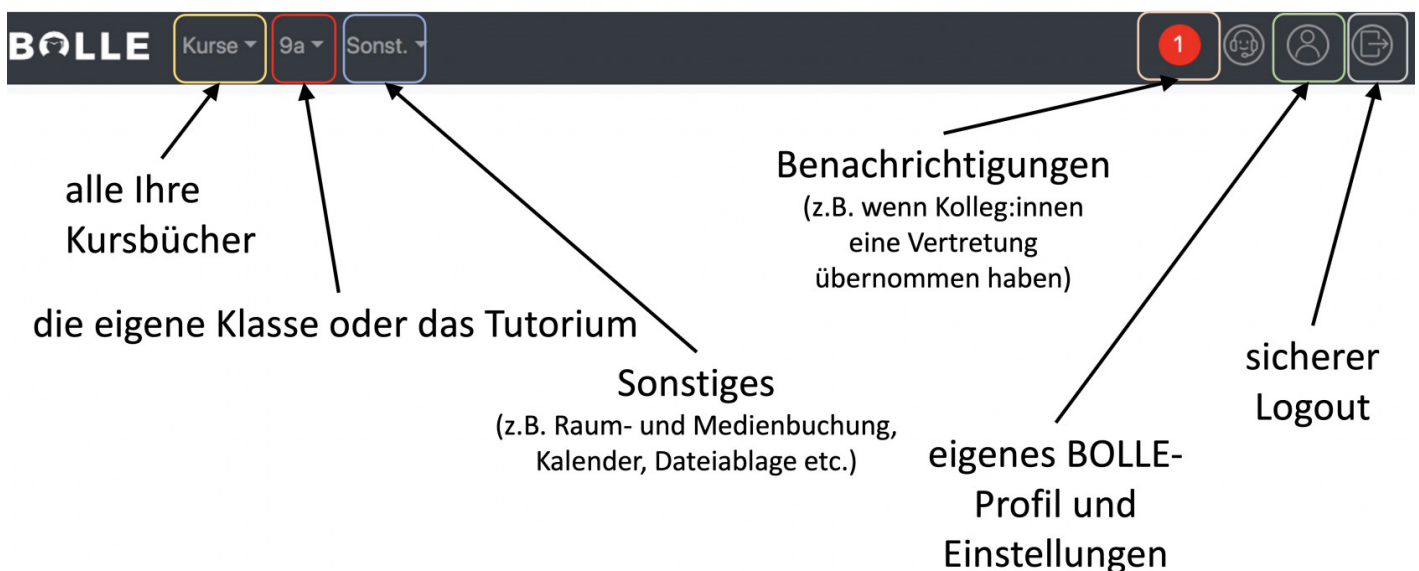 BOLLE Kurse 9a Sonst. 1
alle Ihre
Kursbücher
die eigene Klasse oder das Tutorium
Sonstiges
(z.B. Raum- und Medienbuchung,
Kalender, Dateiablage etc.)
Benachrichtigungen
(z.B. wenn Kolleg:innen
eine Vertretung
übernommen haben)
eigenes BOLLE-
Profil und
Einstellungen
sicherer
Logout